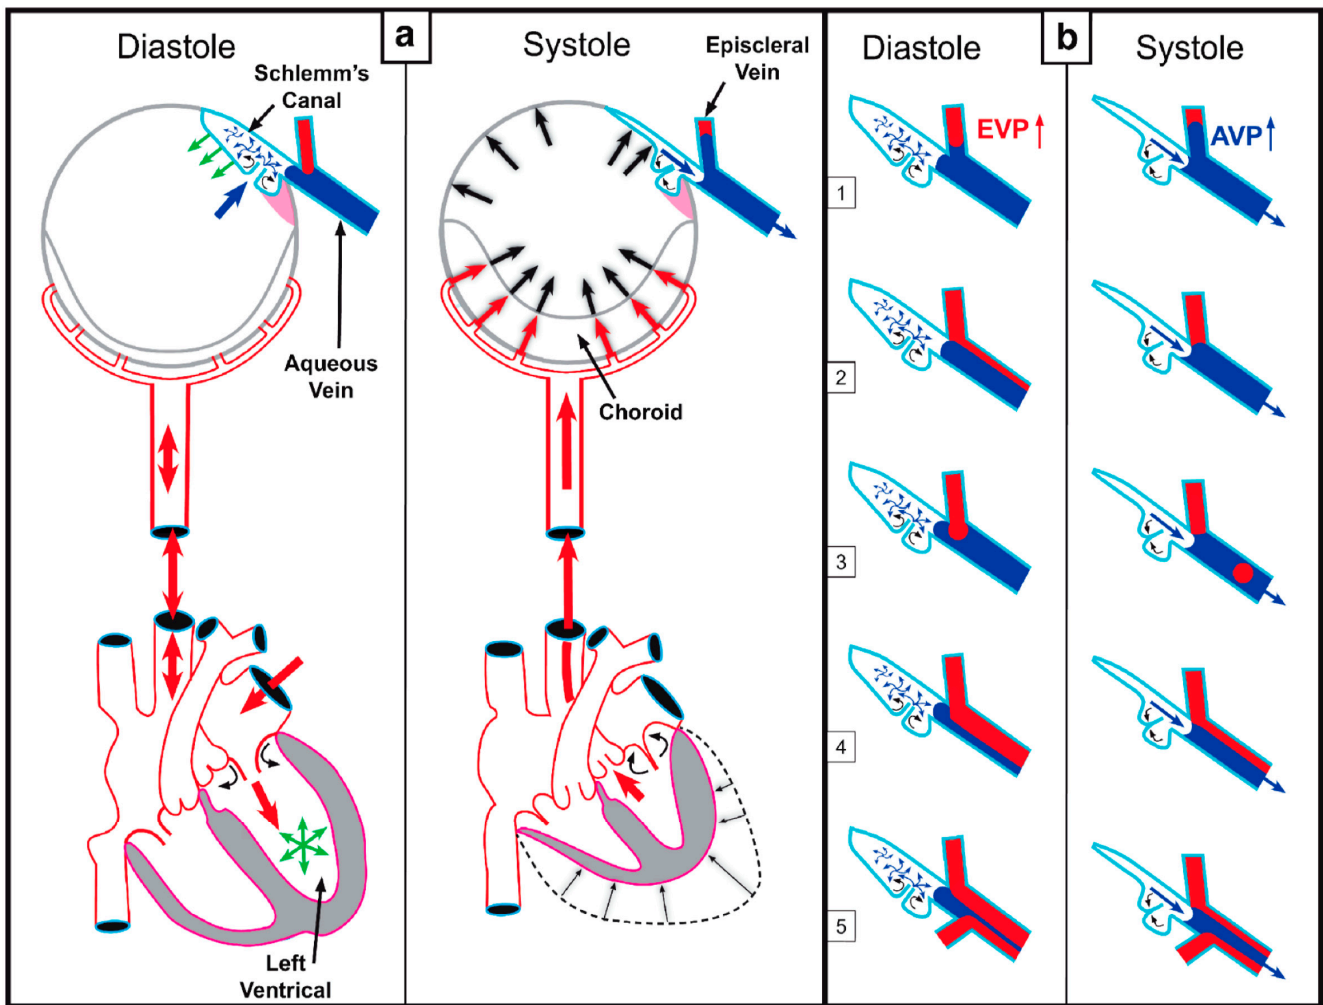 Diastole
a
Systole
Schlemm's
Canal
Episcleral
Vein
Aqueous
Vein
Choroid
Left
Ventrical
Diastole
b
Systole
EVP
AVP
1
2
3
4
5